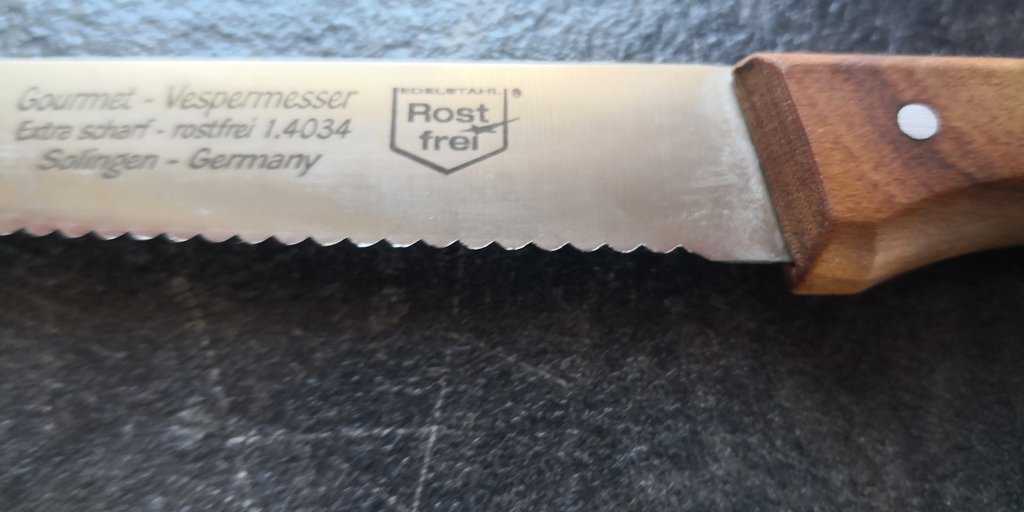 Gourmet - Vespermesser
Extra scharf - rostfrei 1.4034
Solingen - Germany
EDELSTAHL ®
Rost
frei